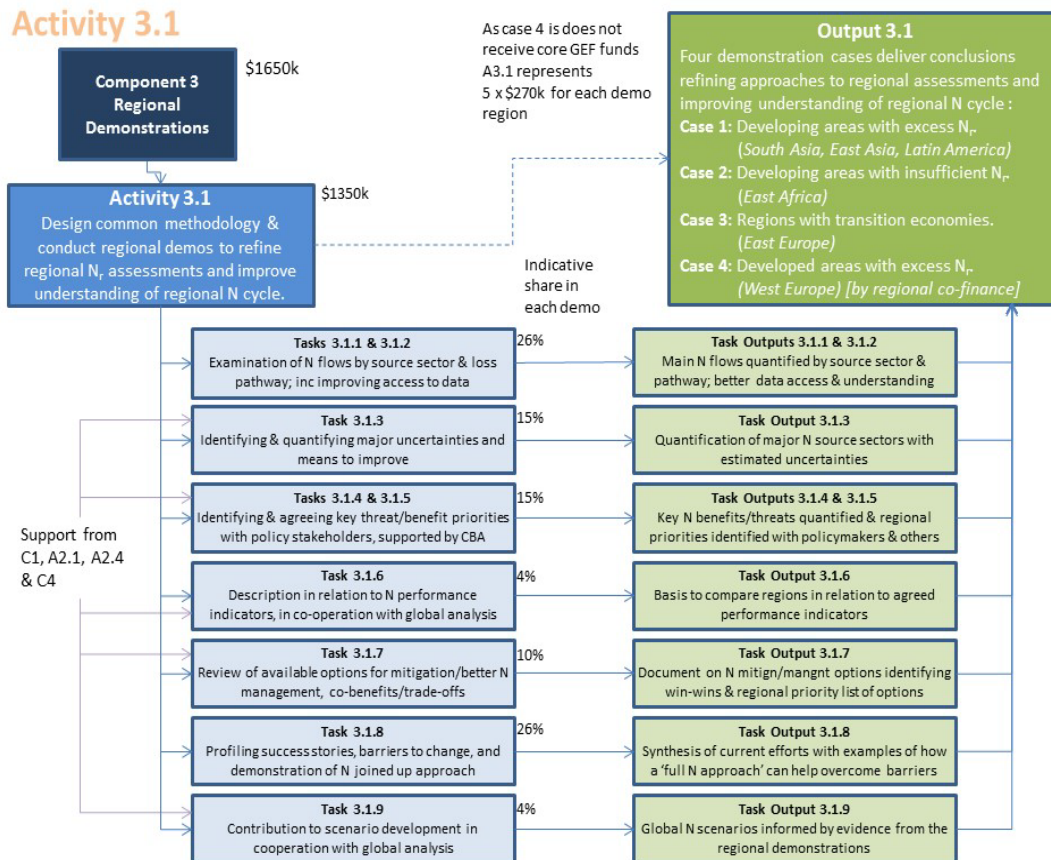 Activity 3.1
Component 3
Regional
Demonstrations
$1650k
As case 4 is does not
receive core GEF funds
A3.1 represents
5 x $270k for each demo
region
Output 3.1
Four demonstration cases deliver conclusions
refining approaches to regional assessments and
improving understanding of regional N cycle :
Case 1: Developing areas with excess Nr.
(South Asia, East Asia, Latin America)
Case 2: Developing areas with insufficient Nr.
(East Africa)
Case 3: Regions with transition economies.
(East Europe)
Case 4: Developed areas with excess Nr.
(West Europe) [by regional co-finance]
Activity 3.1
Design common methodology &
conduct regional demos to refine
regional Nr assessments and improve
understanding of regional N cycle.
$1350k
Indicative
share in
each demo
Tasks 3.1.1 & 3.1.2
Examination of N flows by source sector & loss
pathway; inc improving access to data
26%
Task Outputs 3.1.1 & 3.1.2
Main N flows quantified by source sector &
pathway; better data access & understanding
Task 3.1.3
Identifying & quantifying major uncertainties and
means to improve
15%
Task Output 3.1.3
Quantification of major N source sectors with
estimated uncertainties
Tasks 3.1.4 & 3.1.5
Identifying & agreeing key threat/benefit priorities
with policy stakeholders, supported by CBA
15%
Task Outputs 3.1.4 & 3.1.5
Key N benefits/threats quantified & regional
priorities identified with policymakers & others
Support from
C1, A2.1, A2.4
& C4
Task 3.1.6
Description in relation to N performance
indicators, in co-operation with global analysis
4%
Task Output 3.1.6
Basis to compare regions in relation to agreed
performance indicators
Task 3.1.7
Review of available options for mitigation/better N
management, co-benefits/trade-offs
10%
Task Output 3.1.7
Document on N mitign/mangnt options identifying
win-wins & regional priority list of options
Task 3.1.8
Profiling success stories, barriers to change, and
demonstration of N joined up approach
26%
Task Output 3.1.8
Synthesis of current efforts with examples of how
a ‘full N approach’ can help overcome barriers
Task 3.1.9
Contribution to scenario development in
cooperation with global analysis
4%
Task Output 3.1.9
Global N scenarios informed by evidence from the
regional demonstrations